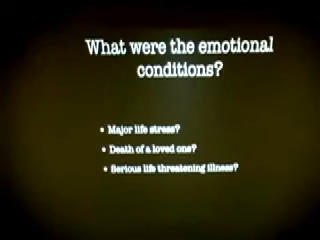 What were the emotional
conditions?
• Major life stress?
• Death of a loved one?
• Serious life threatening illness?